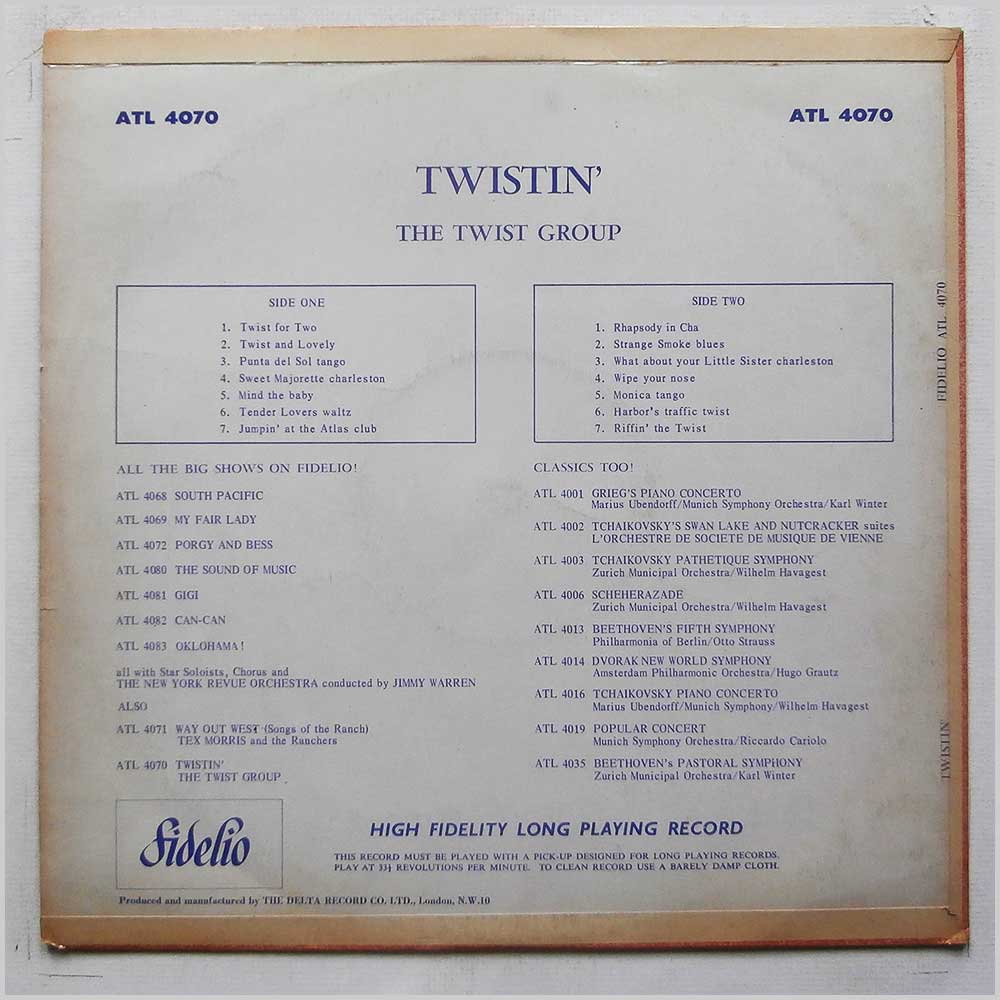 ATL 4070
ATL 4070
TWISTIN'
THE TWIST GROUP
SIDE ONE
1. Twist for Two
2. Twist and Lovely
3. Punta del Sol tango
4. Sweet Majorette charleston
5. Mind the baby
6. Tender Lovers waltz
7. Jumpin' at the Atlas club
SIDE TWO
1. Rhapsody in Cha
2. Strange Smoke blues
3. What about your Little Sister charleston
4. Wipe your nose
5. Monica tango
6. Harbor's traffic twist
7. Riffin' the Twist
ALL THE BIG SHOWS ON FIDELIO!
ATL 4068 SOUTH PACIFIC
ATL 4069 MY FAIR LADY
ATL 4072 PORGY AND BESS
ATL 4080 THE SOUND OF MUSIC
ATL 4081 GIGI
ATL 4082 CAN-CAN
ATL 4083 OKLOHAMA!
all with Star Soloists, Chorus and
THE NEW YORK REVUE ORCHESTRA conducted by JIMMY WARREN
ALSO
ATL 4071 WAY OUT WEST (Songs of the Ranch)
TEX MORRIS and the Ranchers
ATL 4070 TWISTIN'
THE TWIST GROUP
CLASSICS TOO!
ATL 4001 GRIEG'S PIANO CONCERTO
Marius Ubendorff/Munich Symphony Orchestra/Karl Winter
ATL 4002 TCHAIKOVSKY'S SWAN LAKE AND NUTCRACKER suites
L'ORCHESTRE DE SOCIETE DE MUSIQUE DE VIENNE
ATL 4003 TCHAIKOVSKY PATHETIQUE SYMPHONY
Zurich Municipal Orchestra/Wilhelm Havagest
ATL 4006 SCHEHERAZADE
Zurich Municipal Orchestra/Wilhelm Havagest
ATL 4013 BEETHOVEN'S FIFTH SYMPHONY
Philharmonia of Berlin/Otto Strauss
ATL 4014 DVORAK NEW WORLD SYMPHONY
Amsterdam Philharmonic Orchestra/Hugo Grautz
ATL 4016 TCHAIKOVSKY PIANO CONCERTO
Marius Ubendorff/Munich Symphony/Wilhelm Havagest
ATL 4019 POPULAR CONCERT
Munich Symphony Orchestra/Riccardo Cariolo
ATL 4035 BEETHOVEN's PASTORAL SYMPHONY
Zurich Municipal Orchestra/Karl Winter
Fidelio
HIGH FIDELITY LONG PLAYING RECORD
THIS RECORD MUST BE PLAYED WITH A PICK-UP DESIGNED FOR LONG PLAYING RECORDS.
PLAY AT 33⅓ REVOLUTIONS PER MINUTE. TO CLEAN RECORD USE A BARELY DAMP CLOTH.
Produced and manufactured by THE DELTA RECORD CO. LTD., London, N.W.10
FIDELIO ATL 4070
TWISTIN'